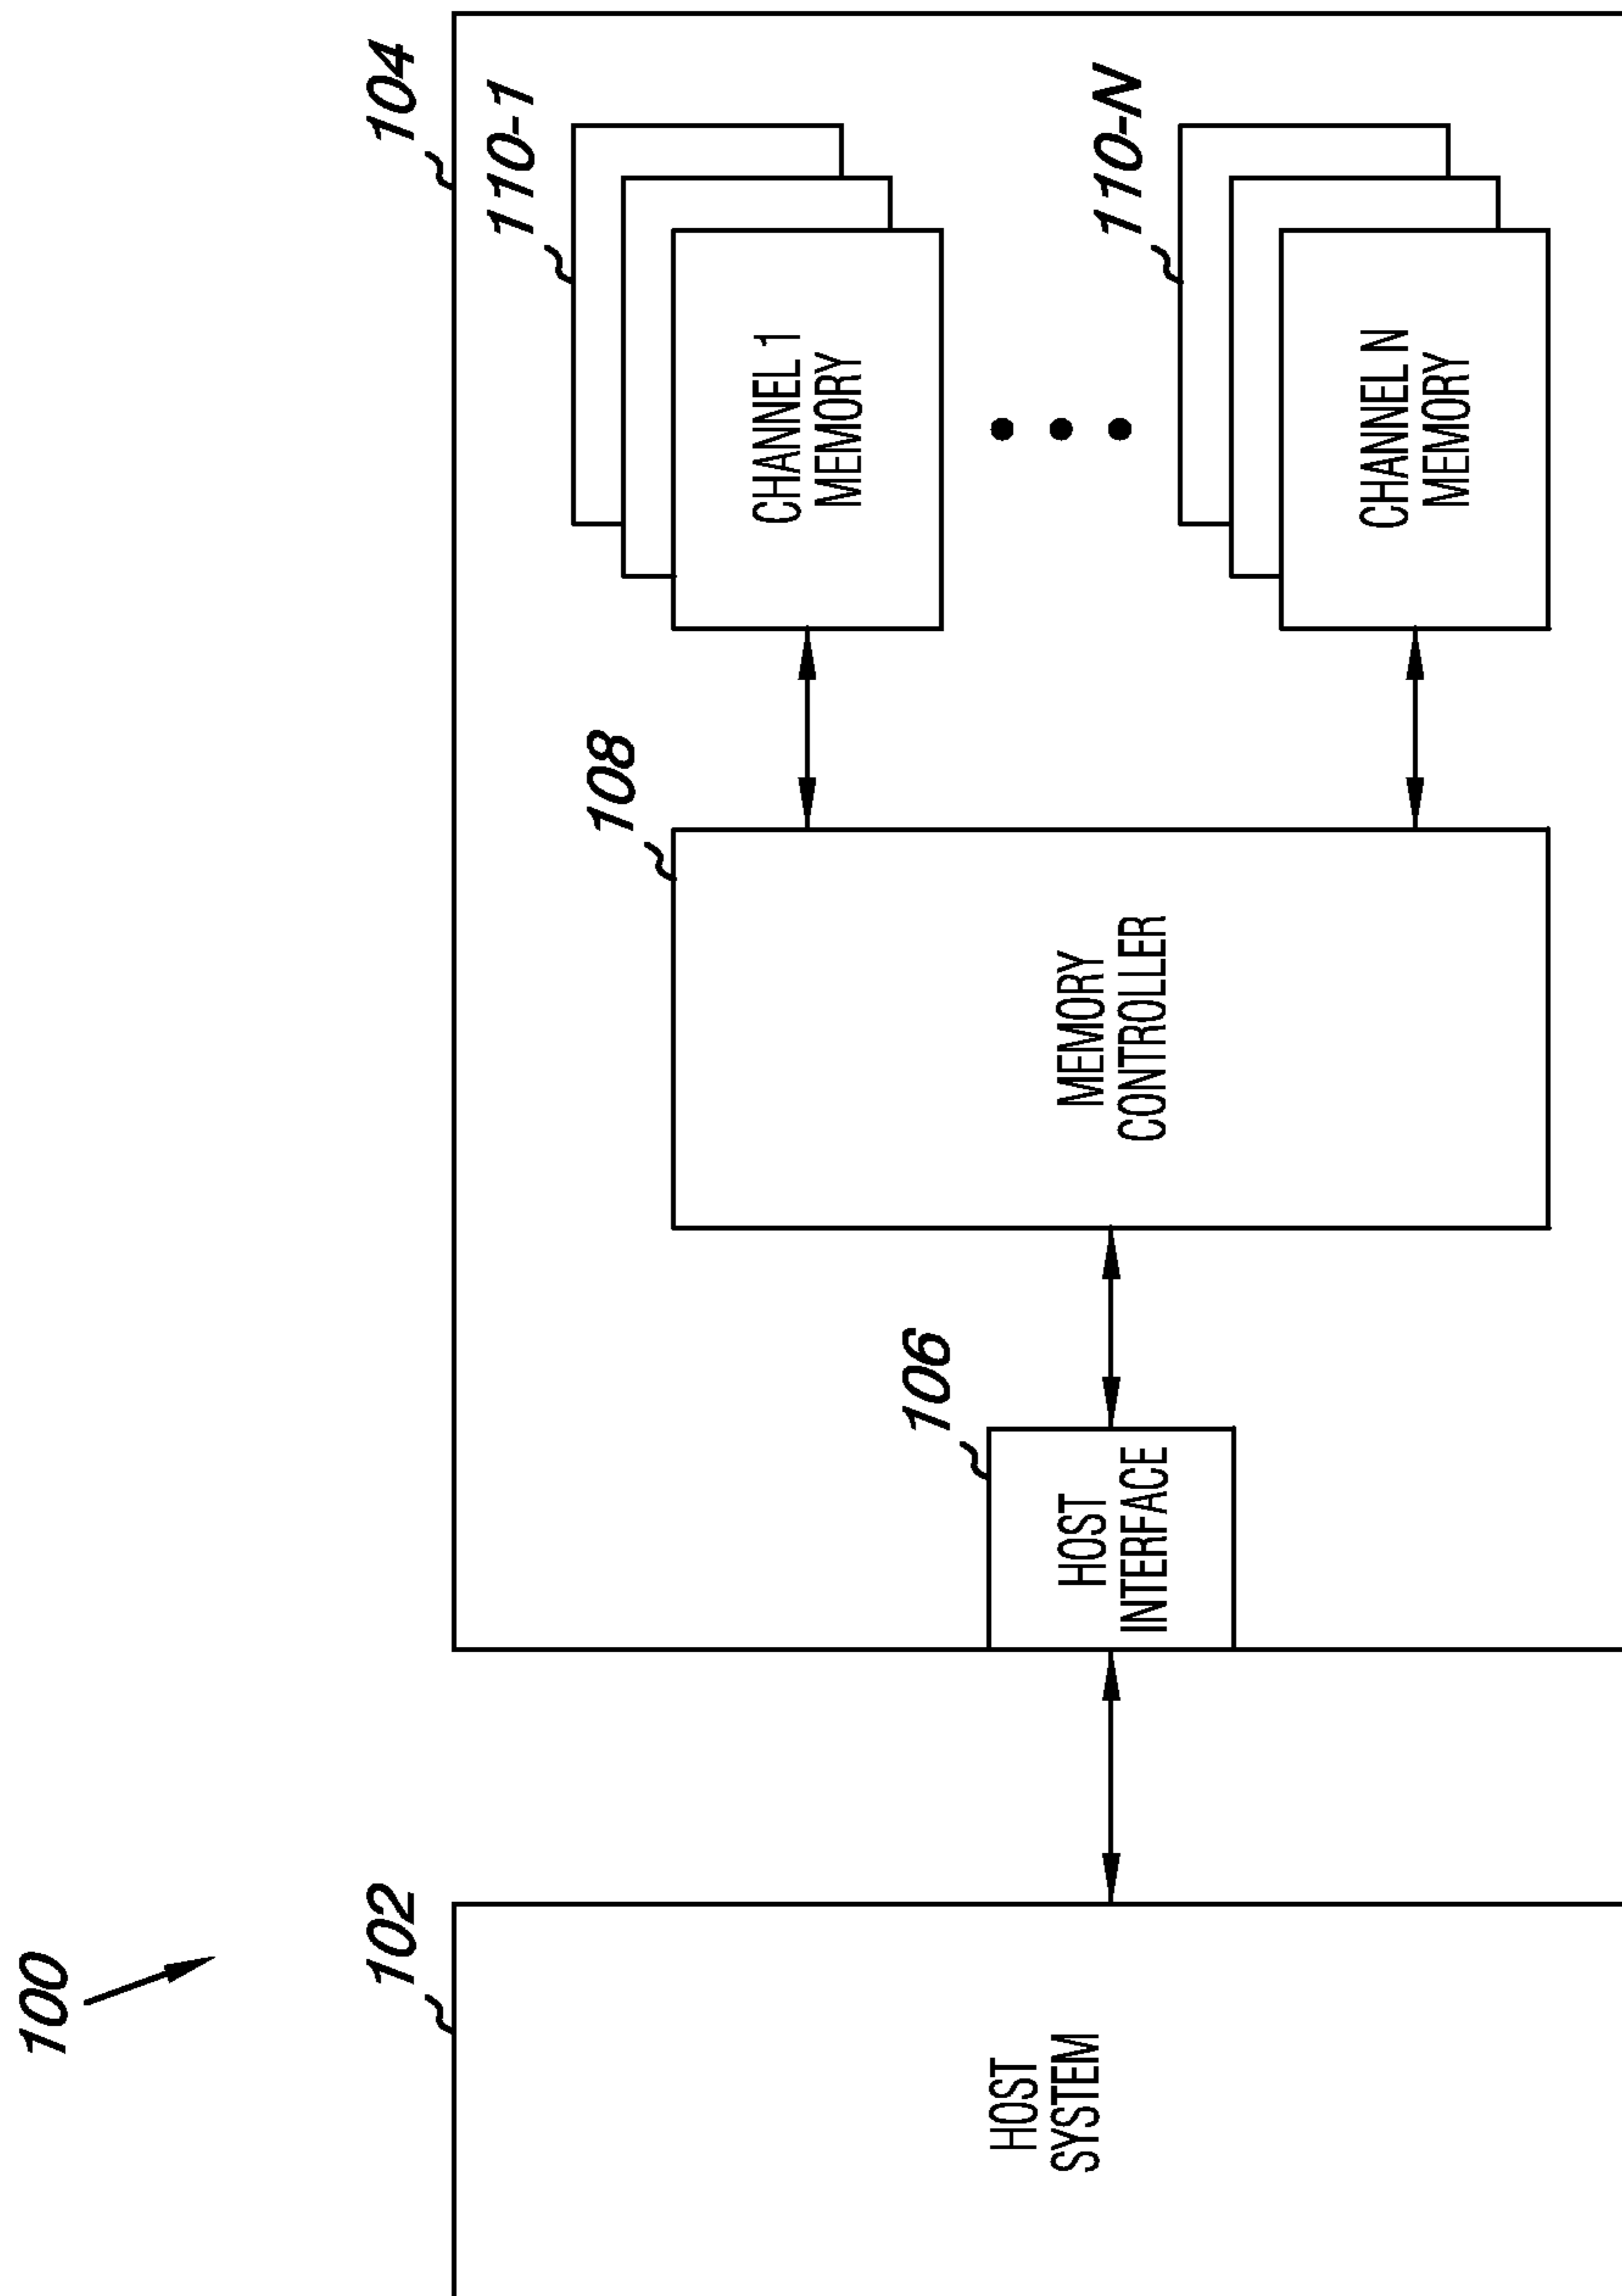 100
102
104
HOST
SYSTEM
106
HOST
INTERFACE
108
MEMORY
CONTROLLER
110-1
CHANNEL 1
MEMORY
110-N
CHANNEL N
MEMORY